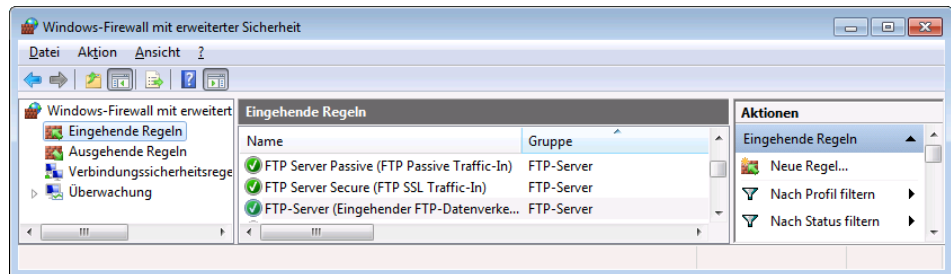 Windows-Firewall mit erweiterter Sicherheit
Datei Aktion Ansicht ?
Windows-Firewall mit erweitert
Eingehende Regeln
Ausgehende Regeln
Verbindungssicherheitsrege
Überwachung
Eingehende Regeln
Name Gruppe
FTP Server Passive (FTP Passive Traffic-In) FTP-Server
FTP Server Secure (FTP SSL Traffic-In) FTP-Server
FTP-Server (Eingehender FTP-Datenverke... FTP-Server
Aktionen
Eingehende Regeln
Neue Regel...
Nach Profil filtern
Nach Status filtern